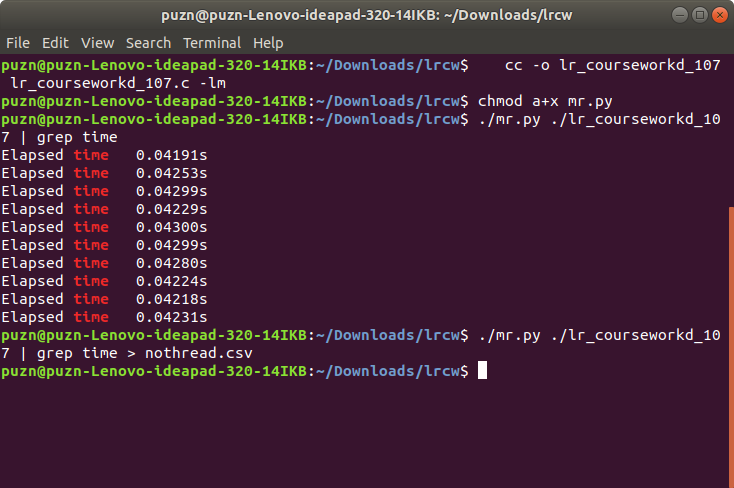 puzn@puzn-Lenovo-ideapad-320-14IKB: ~/Downloads/lrcw
File Edit View Search Terminal Help
puzn@puzn-Lenovo-ideapad-320-14IKB:~/Downloads/lrcw$    cc -o lr_courseworkd_107
 lr_courseworkd_107.c -lm
puzn@puzn-Lenovo-ideapad-320-14IKB:~/Downloads/lrcw$ chmod a+x mr.py
puzn@puzn-Lenovo-ideapad-320-14IKB:~/Downloads/lrcw$ ./mr.py ./lr_courseworkd_10
7 | grep time
Elapsed time   0.04191s
Elapsed time   0.04253s
Elapsed time   0.04299s
Elapsed time   0.04229s
Elapsed time   0.04300s
Elapsed time   0.04299s
Elapsed time   0.04280s
Elapsed time   0.04224s
Elapsed time   0.04218s
Elapsed time   0.04231s
puzn@puzn-Lenovo-ideapad-320-14IKB:~/Downloads/lrcw$ ./mr.py ./lr_courseworkd_10
7 | grep time > nothread.csv
puzn@puzn-Lenovo-ideapad-320-14IKB:~/Downloads/lrcw$